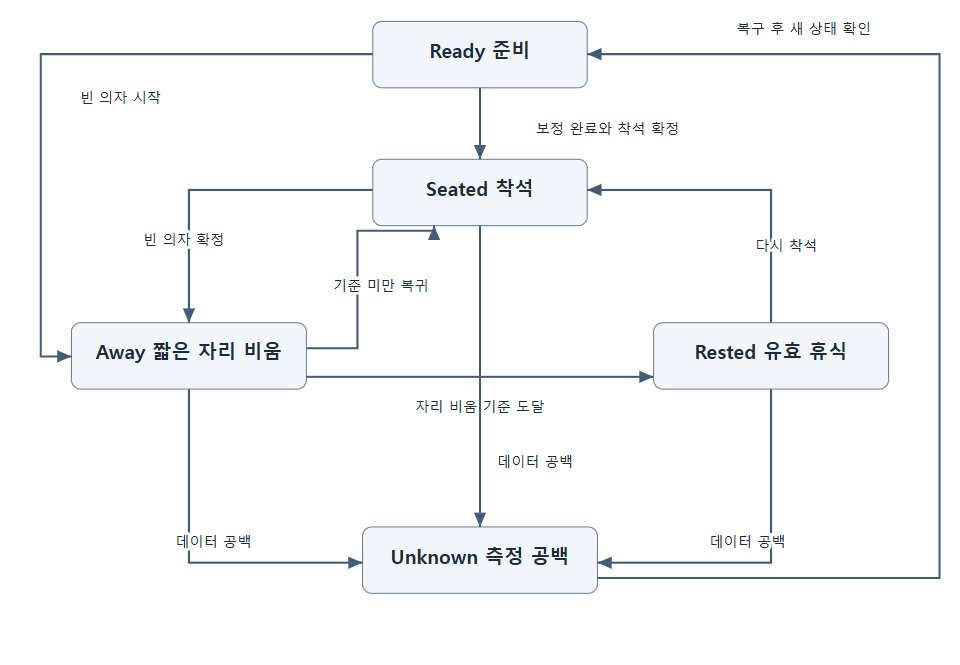 복구 후 새 상태 확인
Ready 준비
빈 의자 시작
보정 완료와 착석 확정
Seated 착석
빈 의자 확정
다시 착석
기준 미만 복귀
Away 짧은 자리 비움
Rested 유효 휴식
자리 비움 기준 도달
데이터 공백
데이터 공백
데이터 공백
Unknown 측정 공백